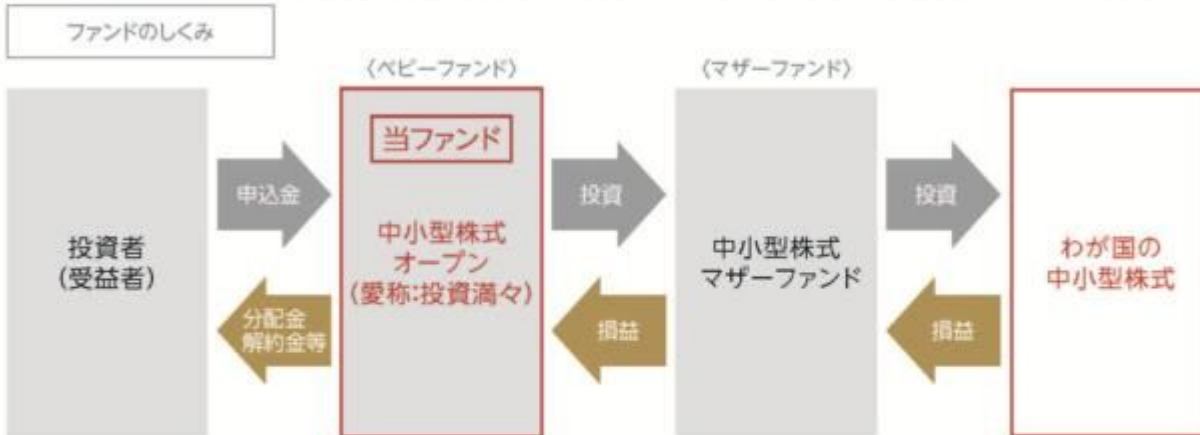 ファンドのしくみ
〈ベビーファンド〉
〈マザーファンド〉
投資者
(受益者)
申込金
分配金
解約金等
当ファンド
中小型株式
オープン
(愛称:投資満々)
投資
損益
中小型株式
マザーファンド
投資
損益
わが国の
中小型株式